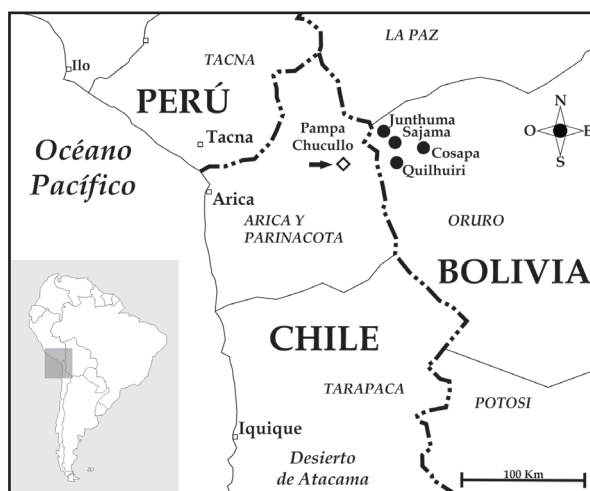 LA PAZ
TACNA
Ilo
PERÚ
Junthuma
Sajama
N
O
E
S
Tacna
Pampa
Chucullo
Cosapa
Océano
Pacífico
Quilhuiri
Arica
ARICA Y
PARINACOTA
ORURO
BOLIVIA
CHILE
TARAPACA
POTOSI
Iquique
Desierto
de Atacama
100 Km